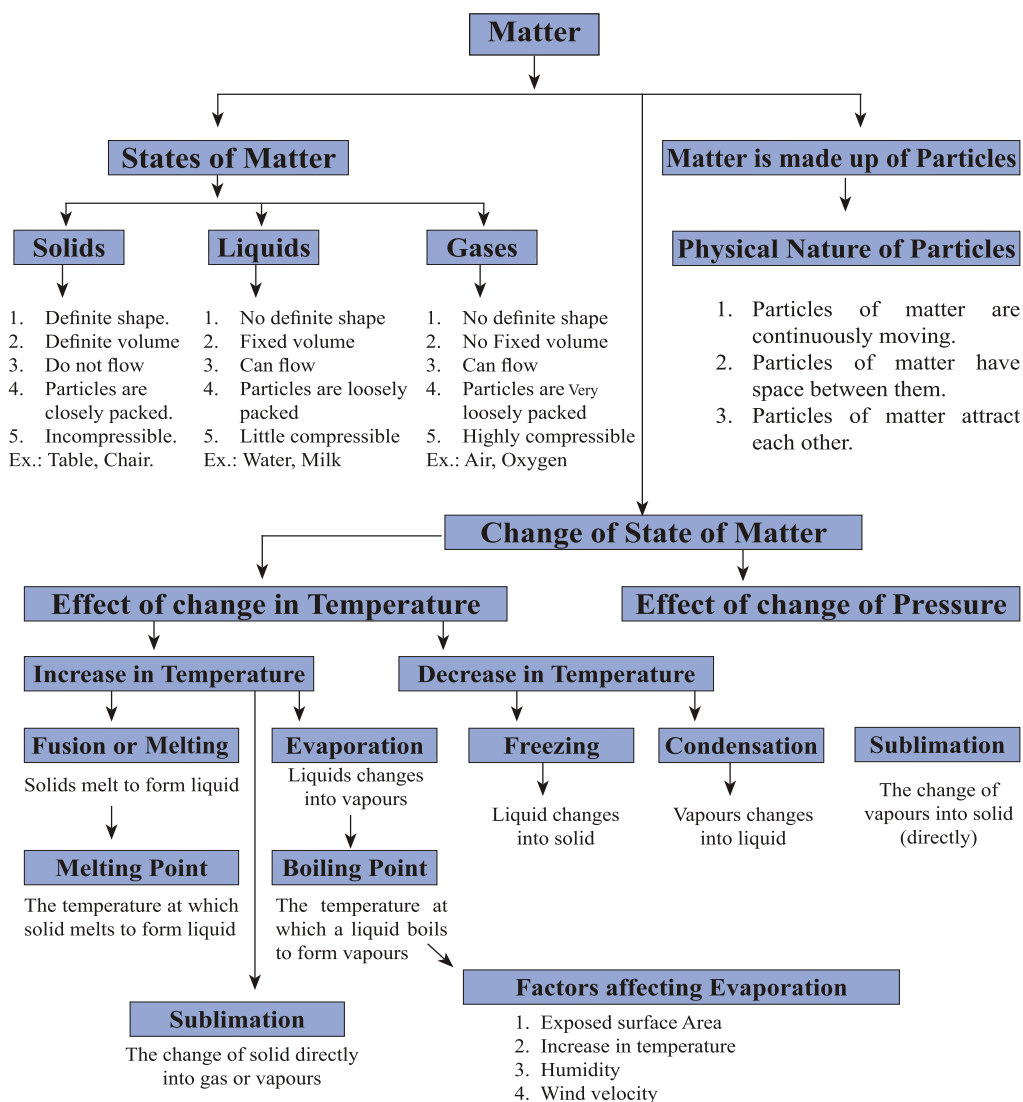 Matter
States of Matter
Matter is made up of Particles
Solids
Liquids
Gases
Physical Nature of Particles
1. Definite shape.
2. Definite volume
3. Do not flow
4. Particles are
closely packed.
5. Incompressible.
Ex.: Table, Chair.
1. No definite shape
2. Fixed volume
3. Can flow
4. Particles are loosely
packed
5. Little compressible
Ex.: Water, Milk
1. No definite shape
2. No Fixed volume
3. Can flow
4. Particles are Very
loosely packed
5. Highly compressible
Ex.: Air, Oxygen
1. Particles of matter are
continuously moving.
2. Particles of matter have
space between them.
3. Particles of matter attract
each other.
Change of State of Matter
Effect of change in Temperature
Effect of change of Pressure
Increase in Temperature
Decrease in Temperature
Fusion or Melting
Solids melt to form liquid
Evaporation
Liquids changes
into vapours
Freezing
Liquid changes
into solid
Condensation
Vapours changes
into liquid
Sublimation
The change of
vapours into solid
(directly)
Melting Point
The temperature at which
solid melts to form liquid
Boiling Point
The temperature at
which a liquid boils
to form vapours
Sublimation
The change of solid directly
into gas or vapours
Factors affecting Evaporation
1. Exposed surface Area
2. Increase in temperature
3. Humidity
4. Wind velocity